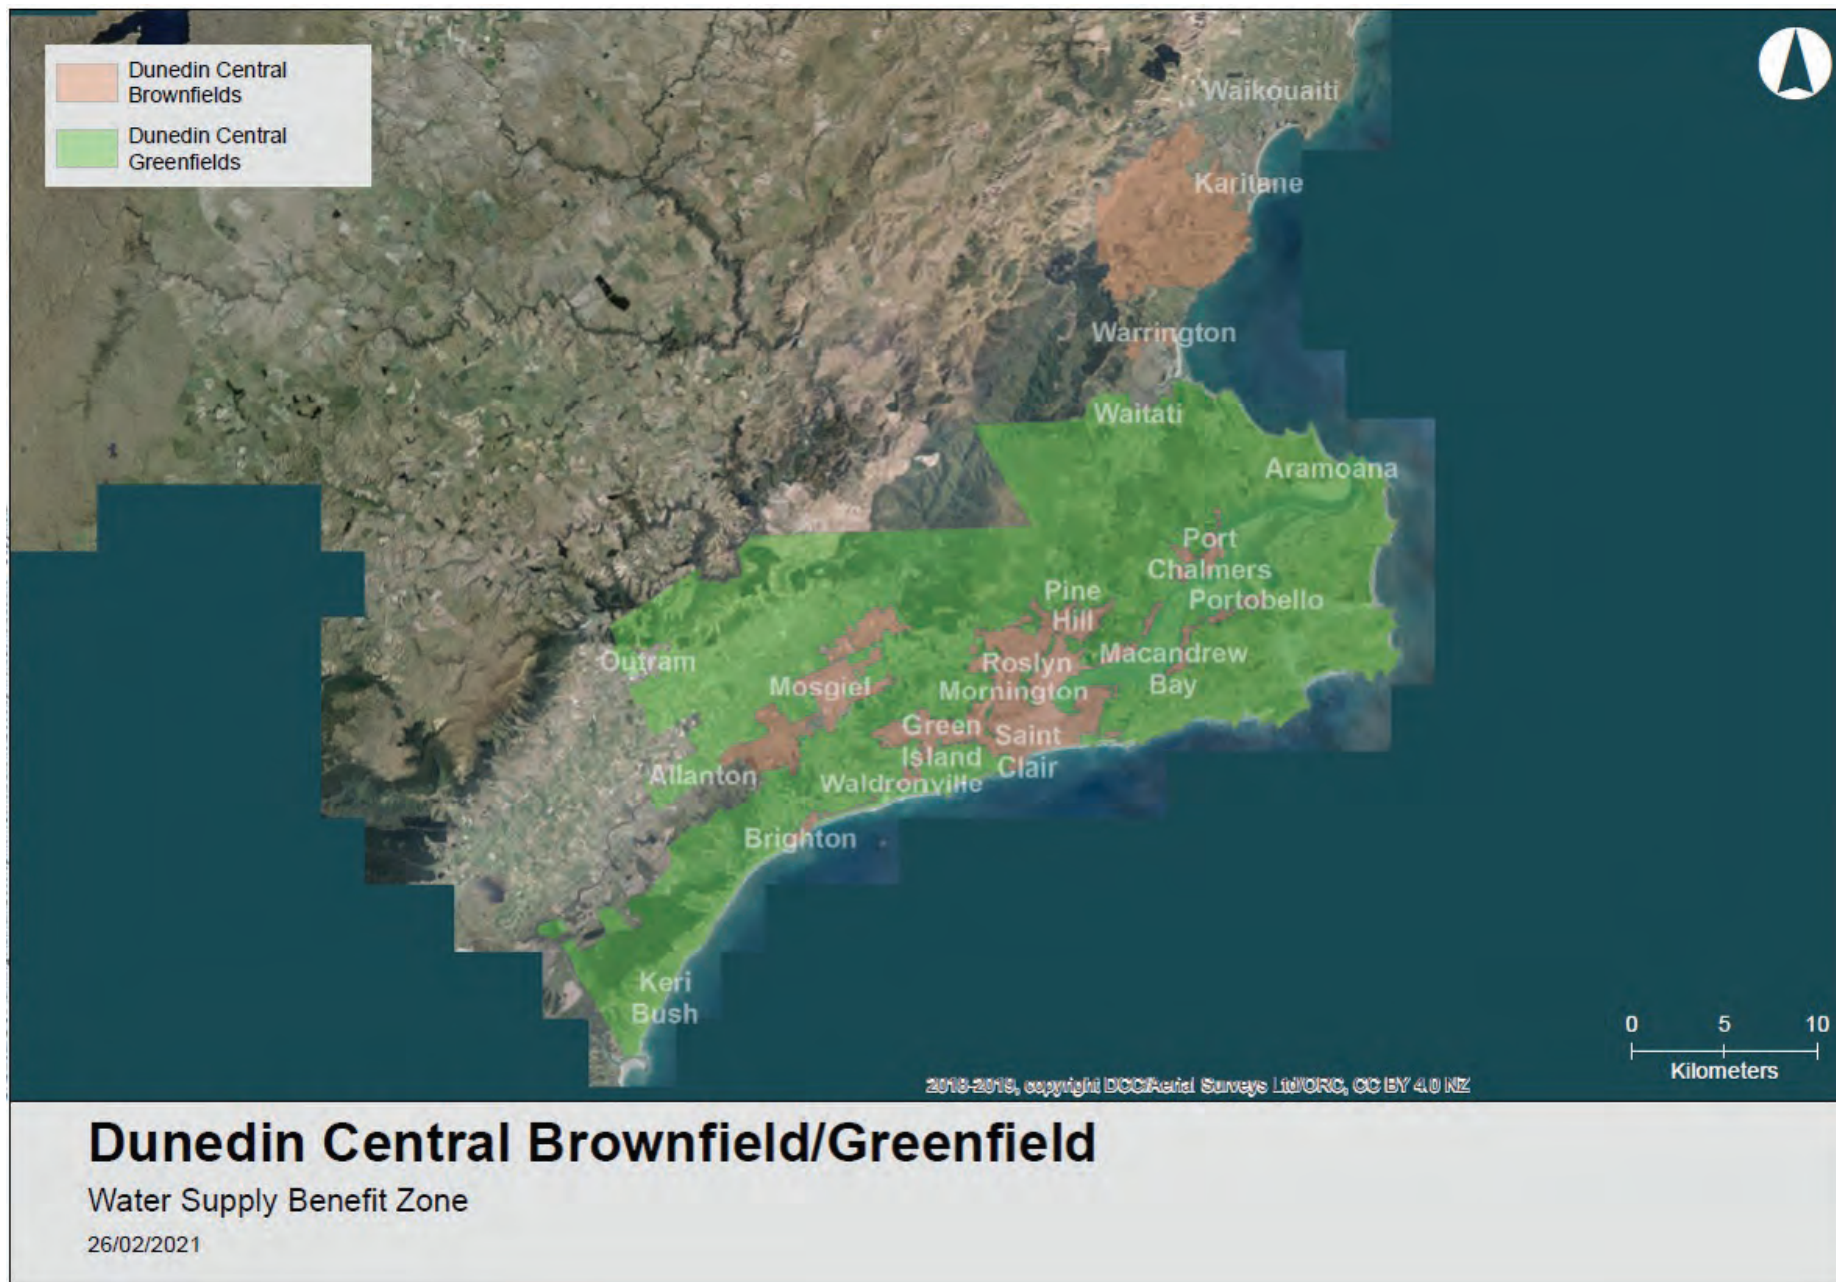 Dunedin Central
Brownfields
Dunedin Central
Greenfields
Waikouaiti
Karitane
Warrington
Waitati
Aramoana
Port
Chalmers
Pine
Hill
Portobello
Outram
Mosgiel
Roslyn
Macandrew
Bay
Mornington
Green
Island
Saint
Clair
Allanton
Waldronville
Brighton
Keri
Bush
0 5 10
Kilometers
2018-2019, copyright DCC/Aerial Surveys Ltd/ORC, CC BY 4.0 NZ
Dunedin Central Brownfield/Greenfield
Water Supply Benefit Zone
26/02/2021